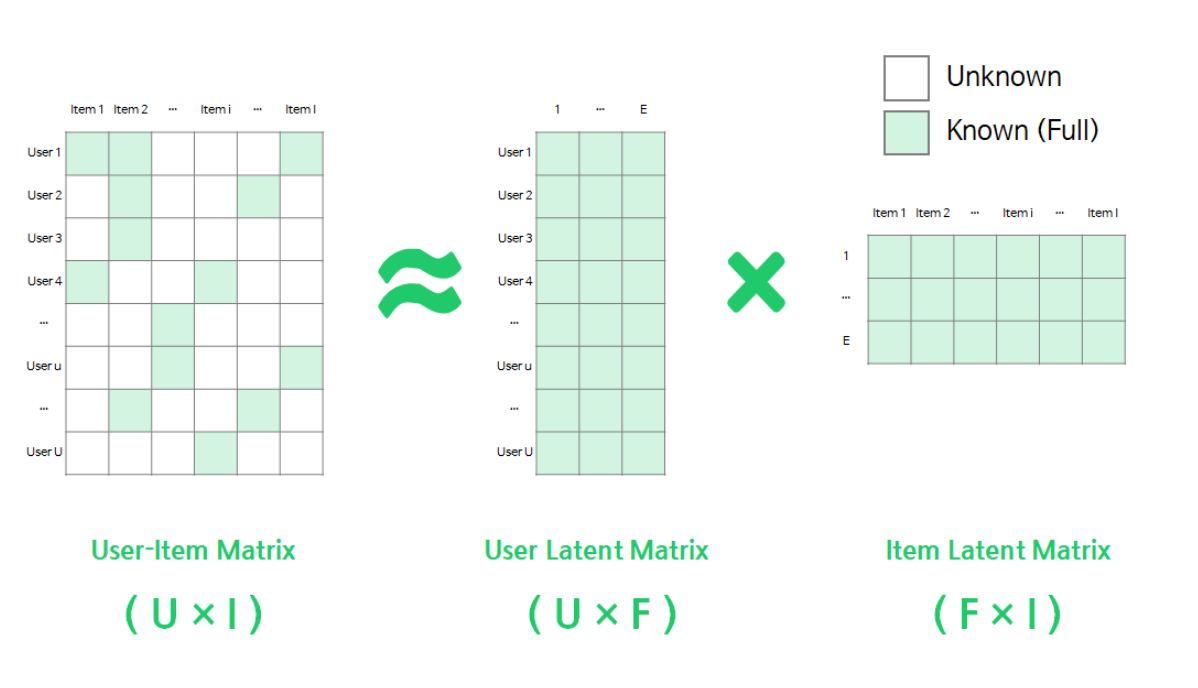 Unknown
Known (Full)
Item 1 Item 2 ... Item i ... Item I
User 1
User 2
User 3
User 4
...
User u
...
User U
1 ... E
User 1
User 2
User 3
User 4
...
User u
...
User U
Item 1 Item 2 ... Item i ... Item I
1
...
E
≈
×
User-Item Matrix
( U × I )
User Latent Matrix
( U × F )
Item Latent Matrix
( F × I )